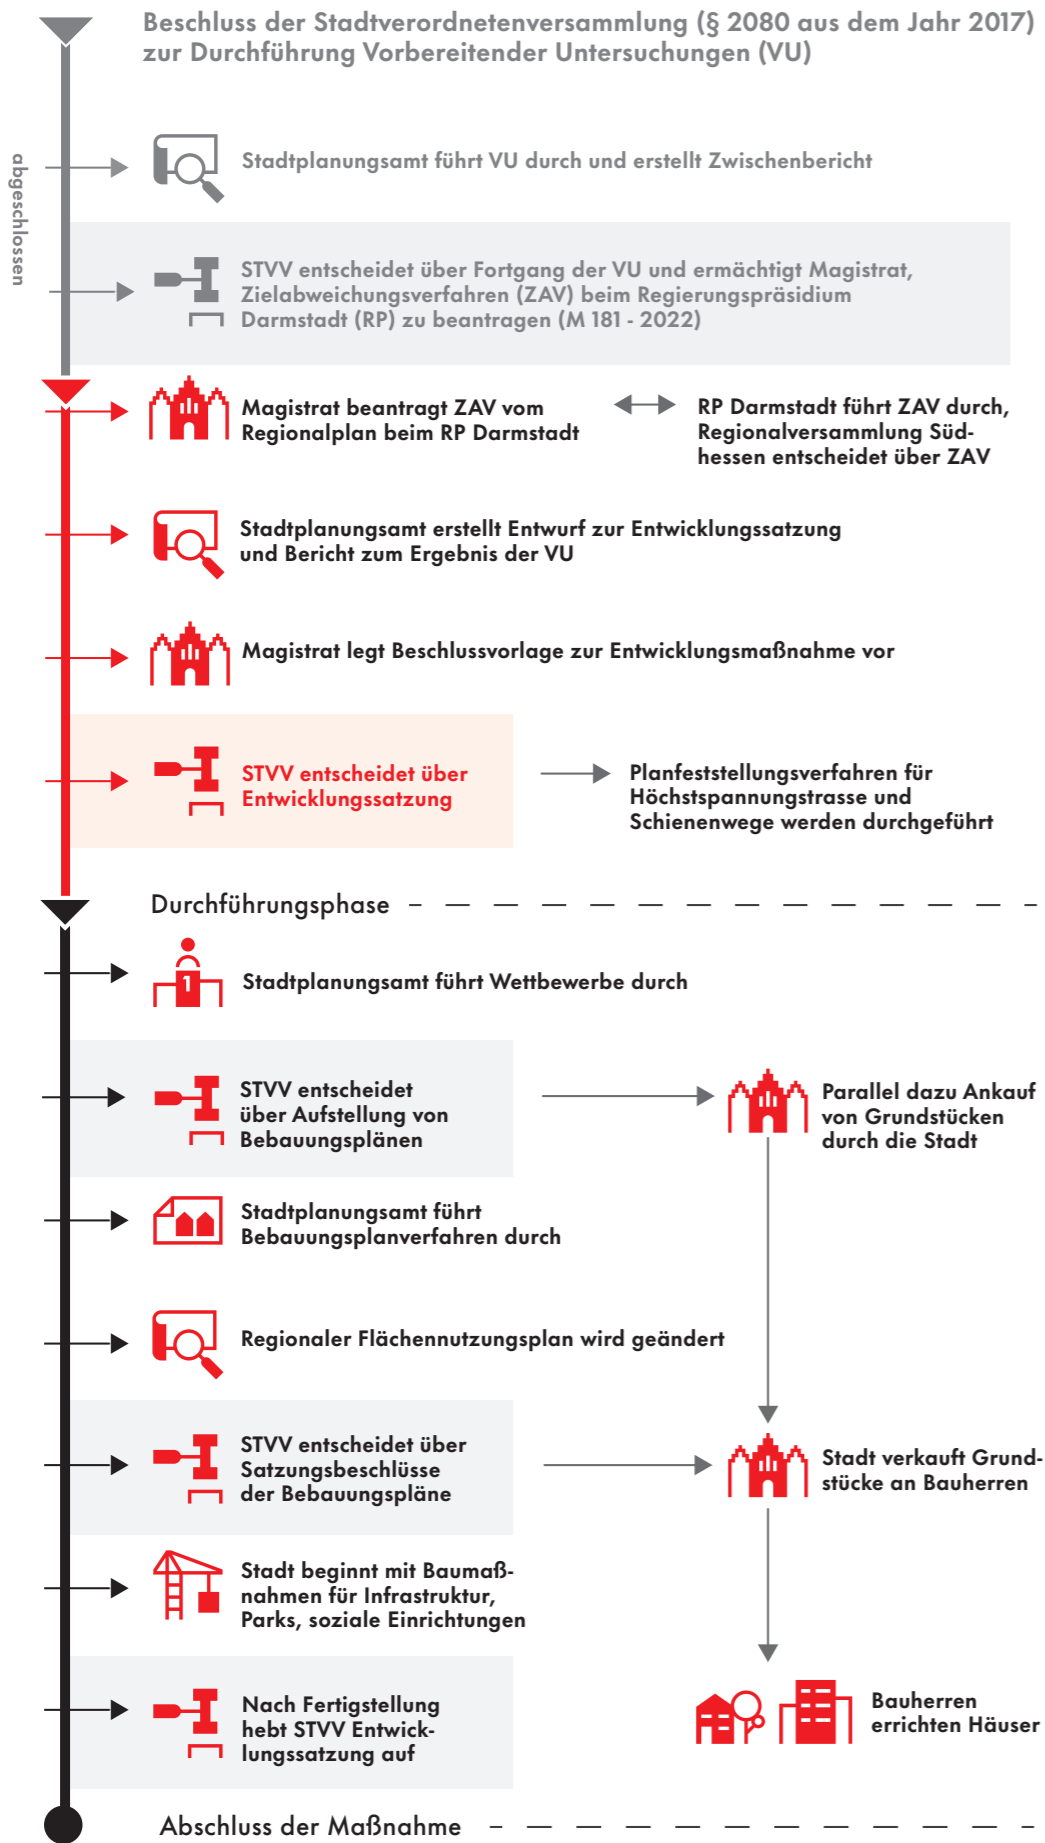 Beschluss der Stadtverordnetenversammlung (§ 2080 aus dem Jahr 2017)
zur Durchführung Vorbereitender Untersuchungen (VU)
abgeschlossen
Stadtplanungsamt führt VU durch und erstellt Zwischenbericht
STVV entscheidet über Fortgang der VU und ermächtigt Magistrat,
Zielabweichungsverfahren (ZAV) beim Regierungspräsidium
Darmstadt (RP) zu beantragen (M 181 - 2022)
Magistrat beantragt ZAV vom
Regionalplan beim RP Darmstadt
RP Darmstadt führt ZAV durch,
Regionalversammlung Süd-
hessen entscheidet über ZAV
Stadtplanungsamt erstellt Entwurf zur Entwicklungssatzung
und Bericht zum Ergebnis der VU
Magistrat legt Beschlussvorlage zur Entwicklungsmaßnahme vor
STVV entscheidet über
Entwicklungssatzung
Planfeststellungsverfahren für
Höchstspannungstrasse und
Schienenwege werden durchgeführt
Durchführungsphase
1
Stadtplanungsamt führt Wettbewerbe durch
STVV entscheidet
über Aufstellung von
Bebauungsplänen
Parallel dazu Ankauf
von Grundstücken
durch die Stadt
Stadtplanungsamt führt
Bebauungsplanverfahren durch
Regionaler Flächennutzungsplan wird geändert
STVV entscheidet über
Satzungsbeschlüsse
der Bebauungspläne
Stadt verkauft Grund-
stücke an Bauherren
Stadt beginnt mit Baumaß-
nahmen für Infrastruktur,
Parks, soziale Einrichtungen
Nach Fertigstellung
hebt STVV Entwick-
lungssatzung auf
Bauherren
errichten Häuser
Abschluss der Maßnahme